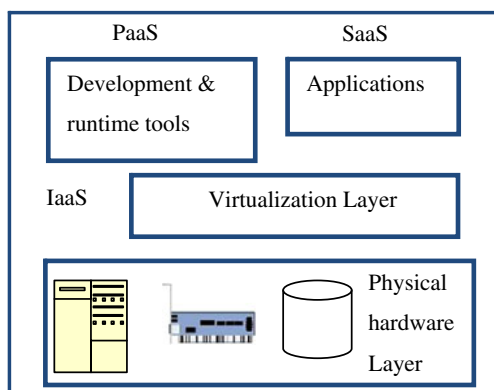 PaaS
SaaS
Development &
runtime tools
Applications
IaaS
Virtualization Layer
Physical
hardware
Layer